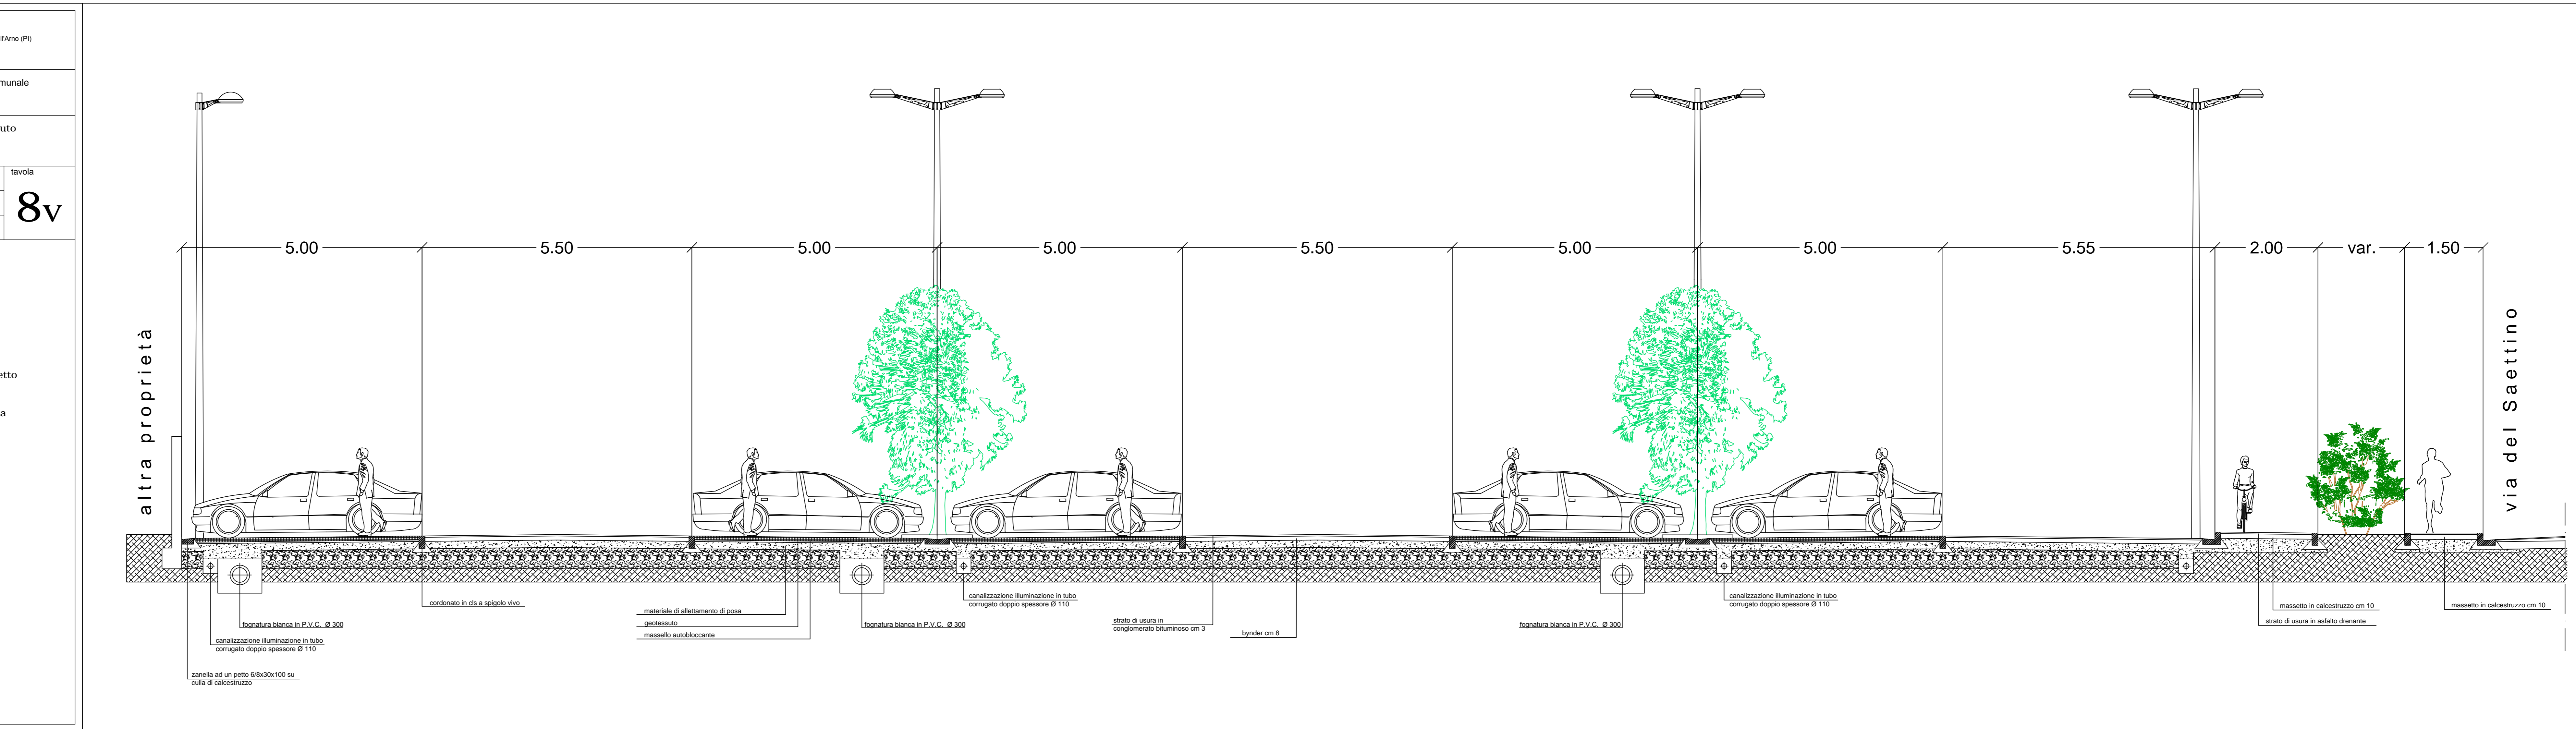 ll'Arno (PI)
munale
uto
tavola
8v
etto
a
altra proprietà
5.00
5.50
5.00
5.00
5.50
5.00
5.00
5.55
2.00
var.
1.50
via del Saettino
cordonato in cls a spigolo vivo
fognatura bianca in P.V.C. Ø 300
canalizzazione illuminazione in tubo
corrugato doppio spessore Ø 110
zanella ad un petto 6/8x30x100 su
culla di calcestruzzo
materiale di allettamento di posa
geotessuto
massello autobloccante
fognatura bianca in P.V.C. Ø 300
canalizzazione illuminazione in tubo
corrugato doppio spessore Ø 110
strato di usura in
conglomerato bituminoso cm 3
bynder cm 8
fognatura bianca in P.V.C. Ø 300
canalizzazione illuminazione in tubo
corrugato doppio spessore Ø 110
massetto in calcestruzzo cm 10
strato di usura in asfalto drenante
massetto in calcestruzzo cm 10